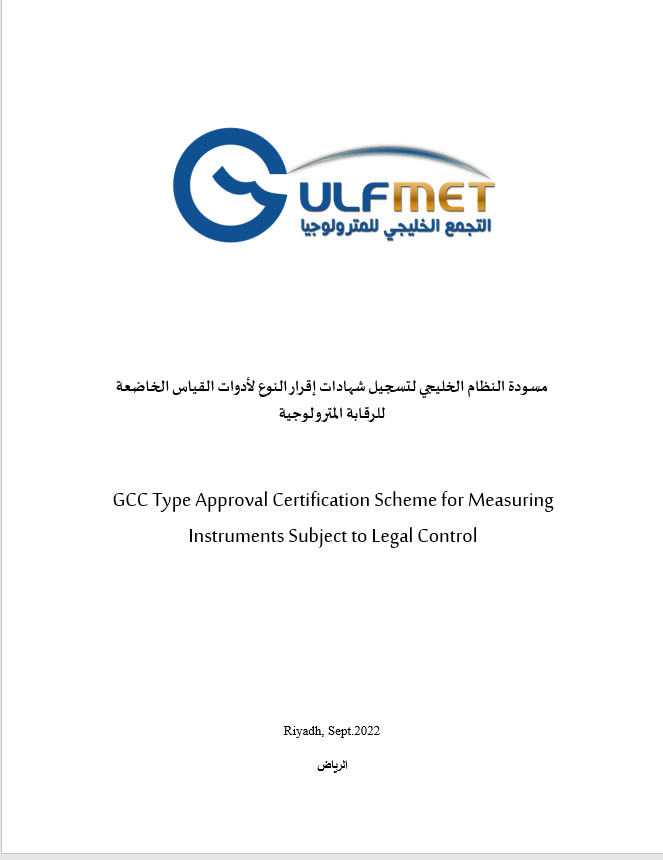 GULFMET
التجمع الخليجي للمترولوجيا
مسودة النظام الخليجي لتسجيل شهادات إقرار النوع لأدوات القياس الخاضعة
للرقابة المترولوجية
GCC Type Approval Certification Scheme for Measuring
Instruments Subject to Legal Control
Riyadh, Sept.2022
الرياض